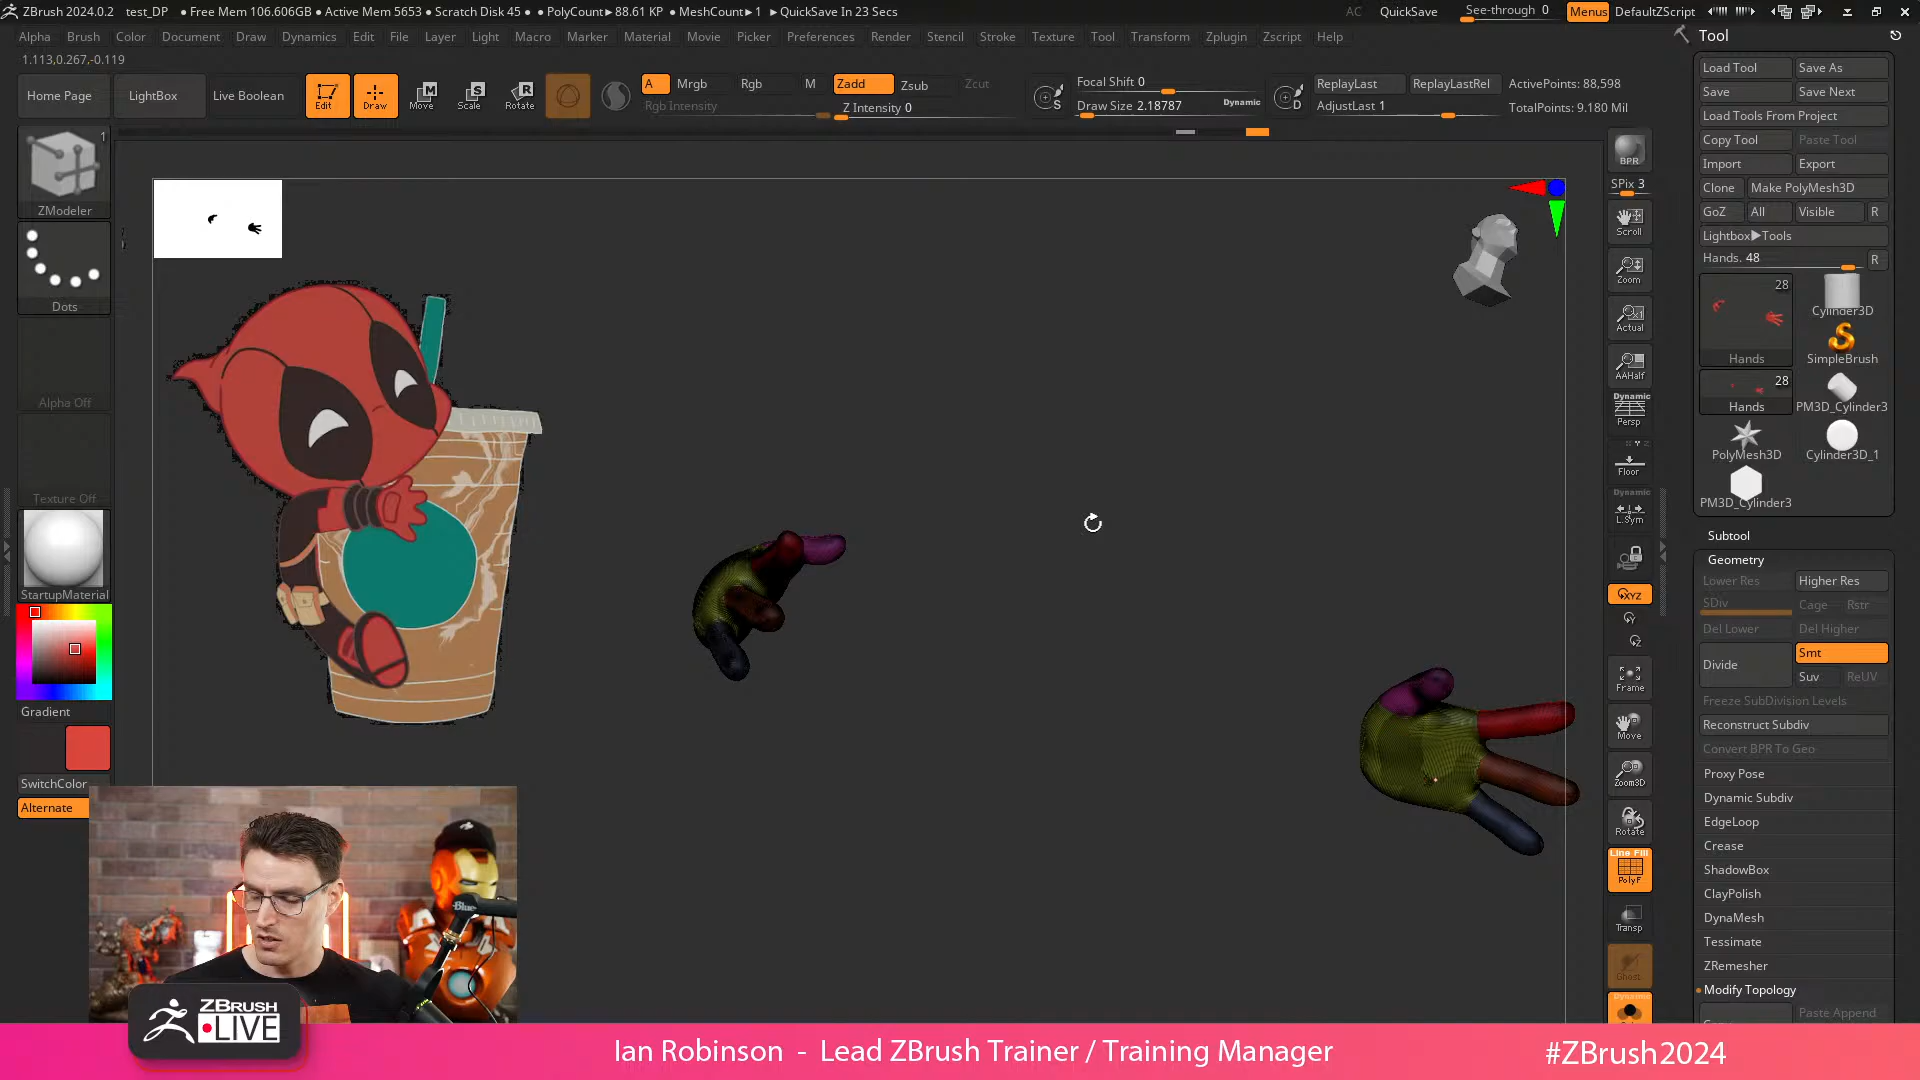 ZBrush 2024.0.2 test_DP ● Free Mem 106.606GB ● Active Mem 5653 ● Scratch Disk 45 ● PolyCount► 88.61 KP ● MeshCount► 1 ►QuickSave In 23 Secs AC QuickSave See-through 0 Menus DefaultZScript
Alpha Brush Color Document Draw Dynamics Edit File Layer Light Macro Marker Material Movie Picker Preferences Render Stencil Stroke Texture Tool Transform Zplugin Zscript Help
1.113,0.267,-0.119
Home Page LightBox Live Boolean Edit Draw Move Scale Rotate
A Mrgb Rgb M Zadd Zsub Zcut
Rgb Intensity Z Intensity 0
S Focal Shift 0
Draw Size 2.18787 Dynamic
D ReplayLast ReplayLastRel ActivePoints: 88,598
AdjustLast 1 TotalPoints: 9.180 Mil
1
ZModeler
Dots
Alpha Off
Texture Off
StartupMaterial
Gradient
SwitchColor
Alternate
BPR
SPix 3
Scroll
Zoom
Actual
AAHalf
Dynamic
Persp
Floor
Dynamic
L.Sym
XYZ
Frame
Move
Zoom3D
Rotate
Line Fill
PolyF
Transp
Ghost
Dynamic
Tool
Load Tool Save As
Save Save Next
Load Tools From Project
Copy Tool Paste Tool
Import Export
Clone Make PolyMesh3D
GoZ All Visible R
Lightbox►Tools
Hands. 48 R
28
Hands Cylinder3D
SimpleBrush
28
Hands PM3D_Cylinder3
PolyMesh3D Cylinder3D_1
PM3D_Cylinder3
Subtool
Geometry
Lower Res Higher Res
SDiv Cage Rstr
Del Lower Del Higher
Divide Smt
Suv ReUV
Freeze SubDivision Levels
Reconstruct Subdiv
Convert BPR To Geo
Proxy Pose
Dynamic Subdiv
EdgeLoop
Crease
ShadowBox
ClayPolish
DynaMesh
Tessimate
ZRemesher
Modify Topology
Paste Append
Blue
ZBRUSH
LIVE
Ian Robinson - Lead ZBrush Trainer / Training Manager
#ZBrush2024